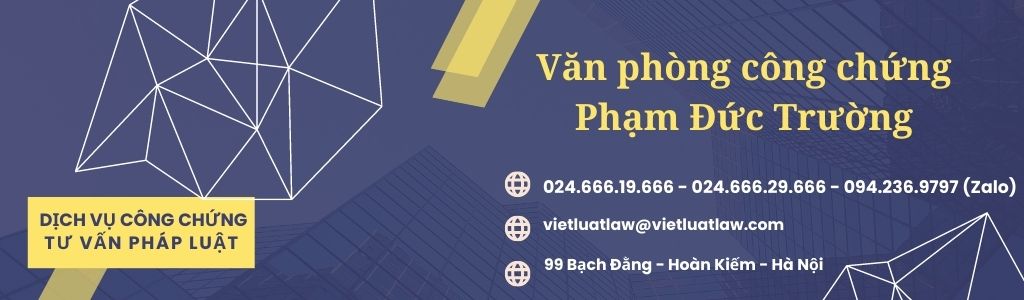 Văn phòng công chứng
Phạm Đức Trường
024.666.19.666 - 024.666.29.666 - 094.236.9797 (Zalo)
vietluatlaw@vietluatlaw.com
99 Bạch Đằng - Hoàn Kiếm - Hà Nội
DỊCH VỤ CÔNG CHỨNG
TƯ VẤN PHÁP LUẬT